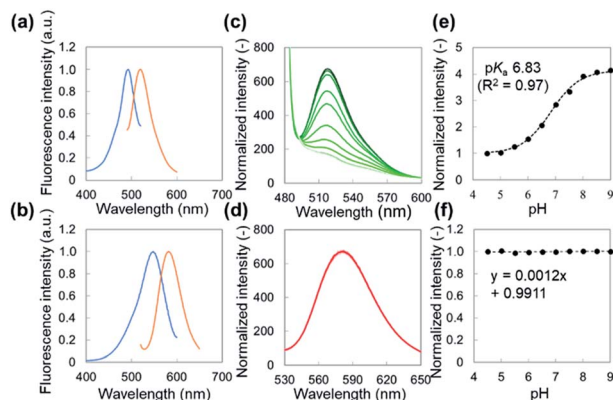 (a)
Fluorescence intensity (a.u.)
1.2
1.0
0.8
0.6
0.4
0.2
0
400 500 600 700
Wavelength (nm)
(c)
Normalized intensity (-)
800
600
400
200
0
480 510 540 570 600
Wavelength (nm)
(e)
Normalized intensity (-)
5
4
3
2
1
0
pKa 6.83
(R² = 0.97)
4 5 6 7 8 9
pH
(b)
Fluorescence intensity (a.u.)
1.2
1.0
0.8
0.6
0.4
0.2
0
400 500 600 700
Wavelength (nm)
(d)
Normalized intensity (-)
800
600
400
200
0
530 560 590 620 650
Wavelength (nm)
(f)
Normalized intensity (-)
1.2
1.0
0.8
0.6
0.4
0.2
0
y = 0.0012x
+ 0.9911
4 5 6 7 8 9
pH